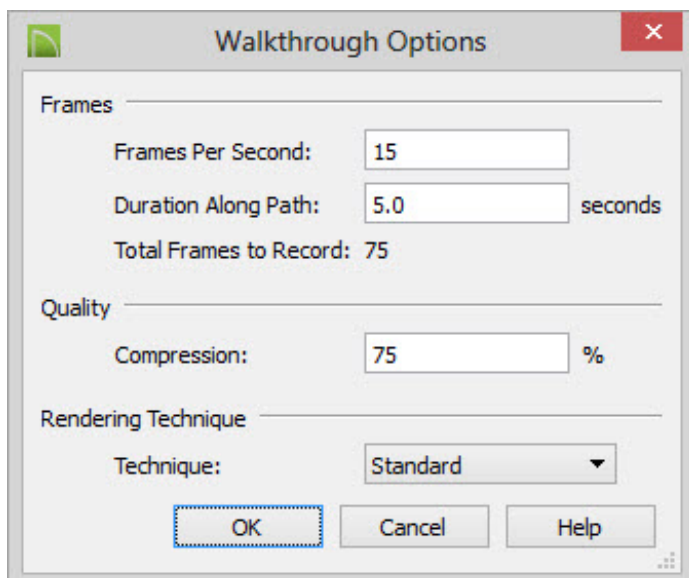 Walkthrough Options
Frames
Frames Per Second: 15
Duration Along Path: 5.0 seconds
Total Frames to Record: 75
Quality
Compression: 75 %
Rendering Technique
Technique: Standard
OK Cancel Help